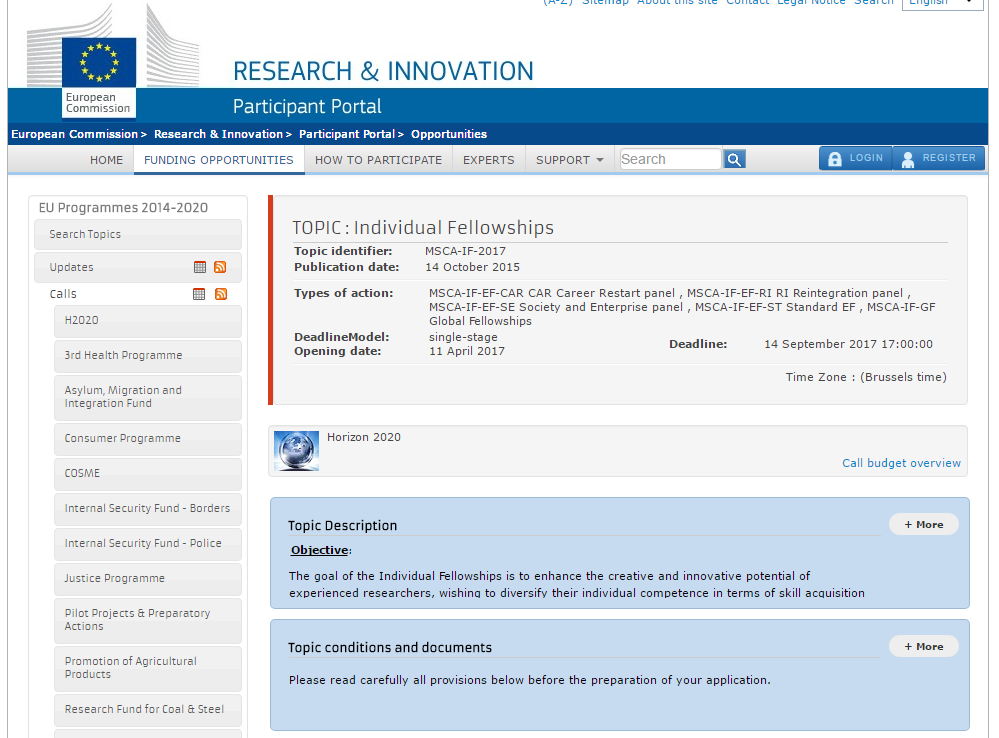 (A-Z) Sitemap About this site Contact Legal Notice Search English
European
Commission
RESEARCH & INNOVATION
Participant Portal
European Commission > Research & Innovation > Participant Portal > Opportunities
HOME FUNDING OPPORTUNITIES HOW TO PARTICIPATE EXPERTS SUPPORT Search LOGIN REGISTER
EU Programmes 2014-2020
Search Topics
Updates
Calls
H2020
3rd Health Programme
Asylum, Migration and
Integration Fund
Consumer Programme
COSME
Internal Security Fund - Borders
Internal Security Fund - Police
Justice Programme
Pilot Projects & Preparatory
Actions
Promotion of Agricultural
Products
Research Fund for Coal & Steel
TOPIC : Individual Fellowships
Topic identifier: MSCA-IF-2017
Publication date: 14 October 2015
Types of action: MSCA-IF-EF-CAR CAR Career Restart panel , MSCA-IF-EF-RI RI Reintegration panel ,
MSCA-IF-EF-SE Society and Enterprise panel , MSCA-IF-EF-ST Standard EF , MSCA-IF-GF
Global Fellowships
DeadlineModel: single-stage
Opening date: 11 April 2017
Deadline: 14 September 2017 17:00:00
Time Zone : (Brussels time)
Horizon 2020
Call budget overview
Topic Description
+ More
Objective:
The goal of the Individual Fellowships is to enhance the creative and innovative potential of
experienced researchers, wishing to diversify their individual competence in terms of skill acquisition
Topic conditions and documents
+ More
Please read carefully all provisions below before the preparation of your application.